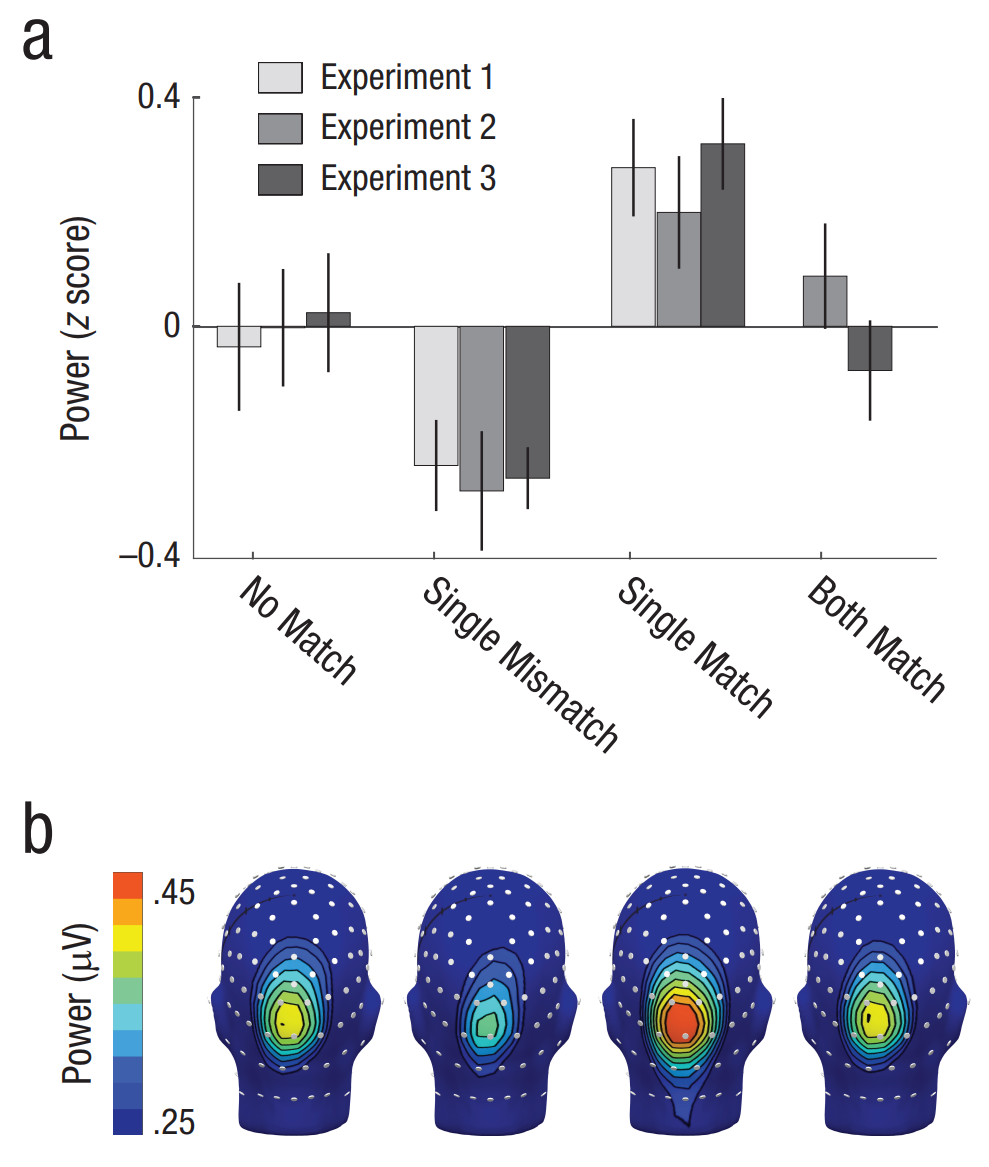 a
Experiment 1
Experiment 2
Experiment 3
0.4
0
–0.4
Power (z score)
No Match
Single Mismatch
Single Match
Both Match
b
.45
.25
Power (μV)